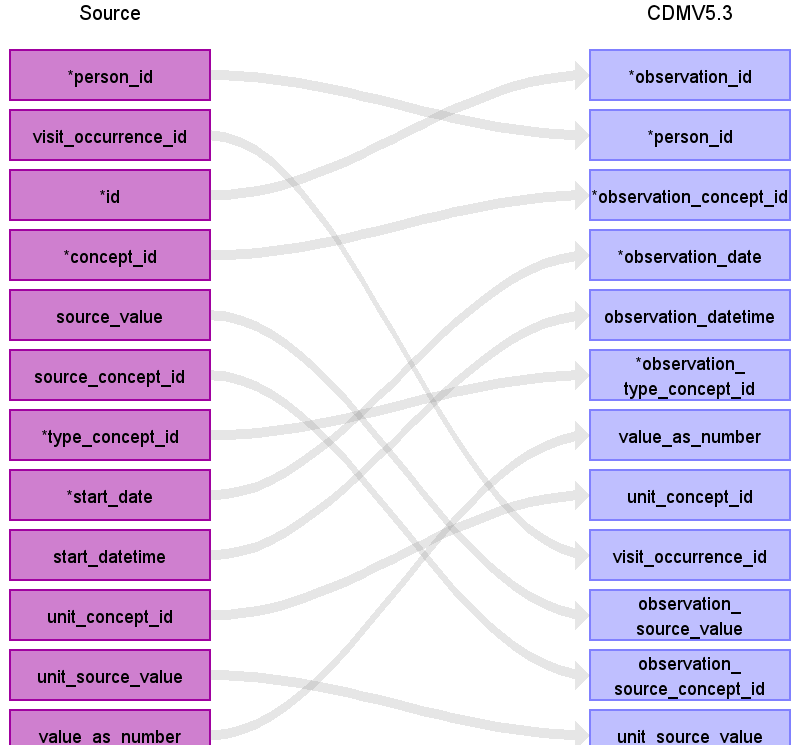 Source
CDMV5.3
*person_id
*observation_id
visit_occurrence_id
*person_id
*id
*observation_concept_id
*concept_id
*observation_date
source_value
observation_datetime
source_concept_id
*observation_
type_concept_id
*type_concept_id
value_as_number
*start_date
unit_concept_id
start_datetime
visit_occurrence_id
unit_concept_id
observation_
source_value
unit_source_value
observation_
source_concept_id
value_as_number
unit_source_value